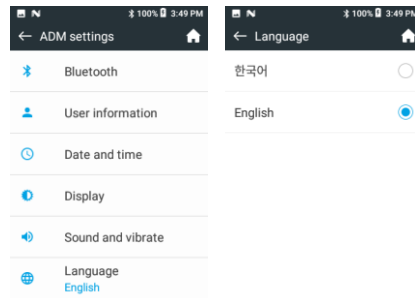 100% 3:49 PM
ADM settings
Bluetooth
User information
Date and time
Display
Sound and vibrate
Language
English
100% 3:49 PM
Language
한국어
English